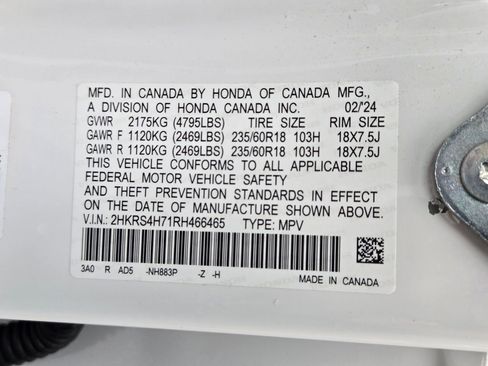 MFD. IN CANADA BY HONDA OF CANADA MFG.,
A DIVISION OF HONDA CANADA INC. 02/'24
GVWR 2175KG (4795LBS) TIRE SIZE RIM SIZE
GAWR F 1120KG (2469LBS) 235/60R18 103H 18X7.5J
GAWR R 1120KG (2469LBS) 235/60R18 103H 18X7.5J
THIS VEHICLE CONFORMS TO ALL APPLICABLE
FEDERAL MOTOR VEHICLE SAFETY
AND THEFT PREVENTION STANDARDS IN EFFECT
ON THE DATE OF MANUFACTURE SHOWN ABOVE.
V.I.N.: 2HKRS4H71RH466465 TYPE: MPV
3A0 R AD5 -NH883P -Z -H
MADE IN CANADA